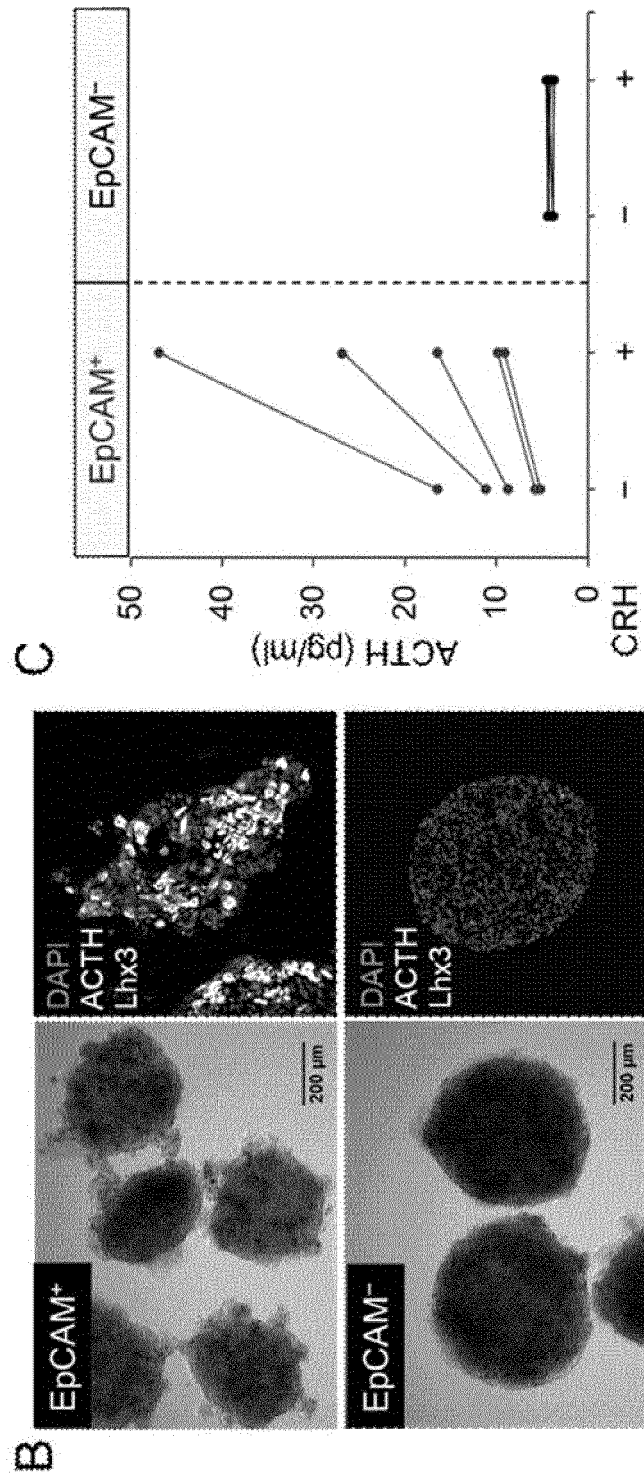 B
EpCAM⁺
200 µm
DAPI
ACTH
Lhx3
EpCAM⁻
200 µm
DAPI
ACTH
Lhx3
C
EpCAM⁺
EpCAM⁻
ACTH (pg/ml)
50
40
30
20
10
0
CRH
−
+
−
+